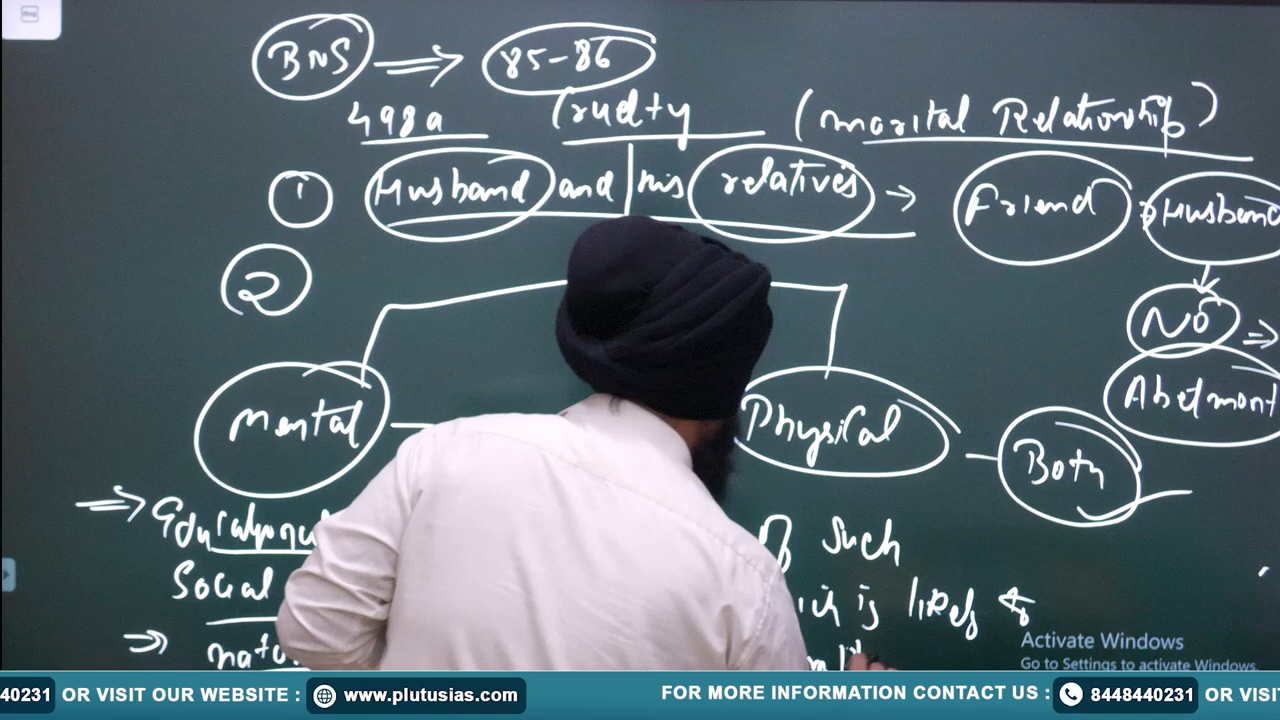 BNS ⇒ 85-86
498a Cruelty (marital Relationship)
① Husband and his relatives → Friend Husband
②
NO ⇒
Mental Physical Abetment
Both
⇒ Educational of such
Social is likely to
⇒
Activate Windows
Go to Settings to activate Windows.
40231 OR VISIT OUR WEBSITE : www.plutusias.com FOR MORE INFORMATION CONTACT US : 8448440231 OR VISI